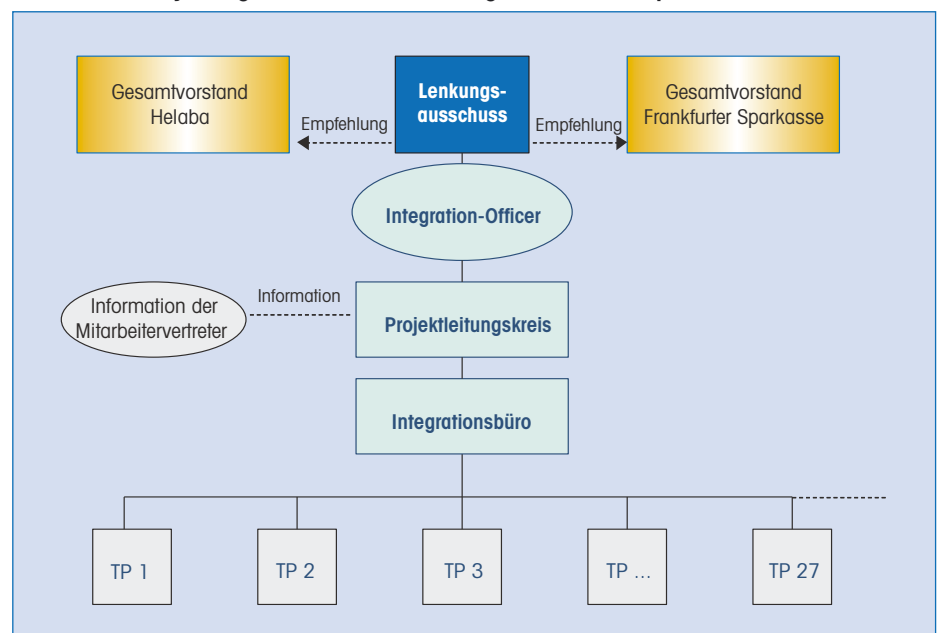 Gesamtvorstand
Helaba
Empfehlung
Lenkungs-
ausschuss
Empfehlung
Gesamtvorstand
Frankfurter Sparkasse
Integration-Officer
Information der
Mitarbeitervertreter
Information
Projektleitungskreis
Integrationsbüro
TP 1
TP 2
TP 3
TP ...
TP 27